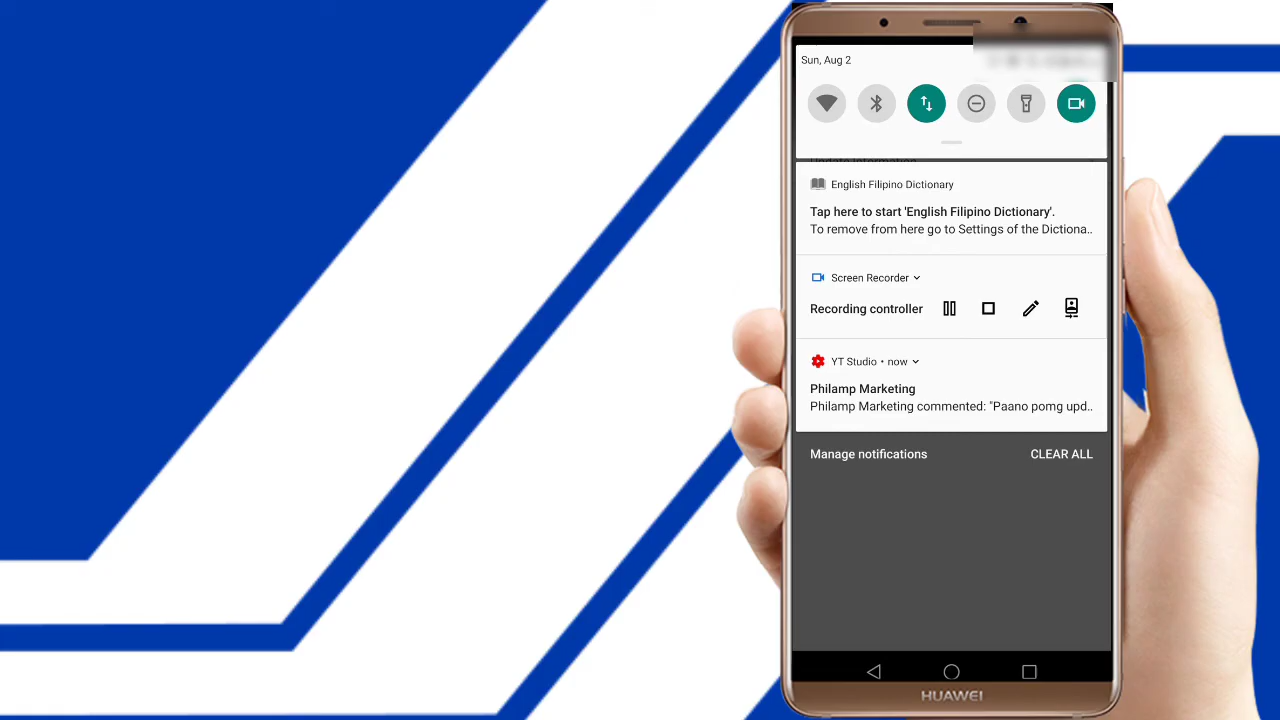 Sun, Aug 2
Update information
English Filipino Dictionary
Tap here to start 'English Filipino Dictionary'.
To remove from here go to Settings of the Dictiona..
Screen Recorder
Recording controller
YT Studio • now
Philamp Marketing
Philamp Marketing commented: "Paano pomg upd..
Manage notifications CLEAR ALL
HUAWEI